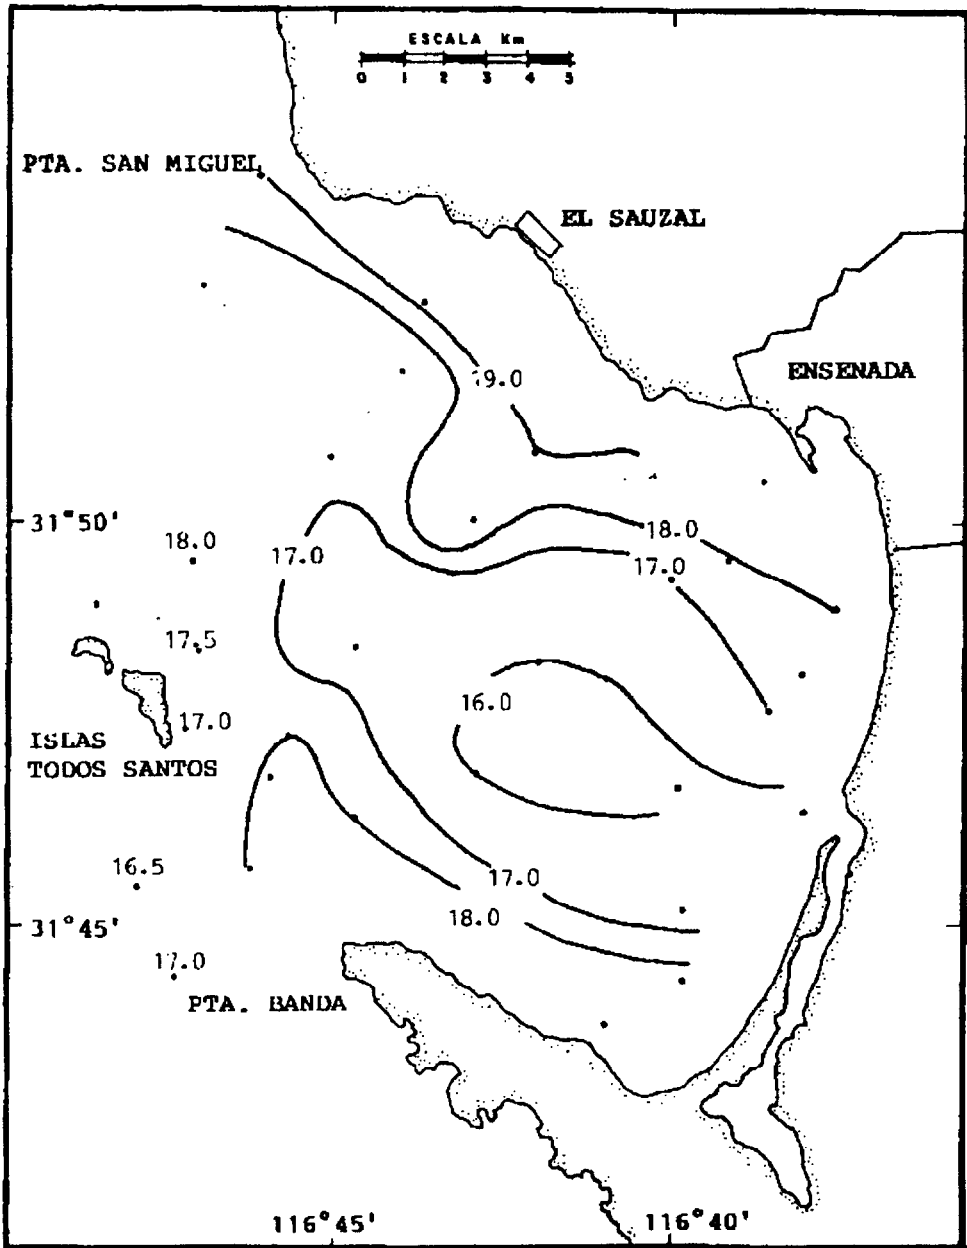 ESCALA Km
0 1 2 3 4 5
PTA. SAN MIGUEL
EL SAUZAL
19.0
ENSENADA
31°50'
18.0
18.0
17.0
17.0
17.5
16.0
17.0
ISLAS
TODOS SANTOS
16.5
17.0
18.0
31°45'
17.0
PTA. BANDA
116°45'
116°40'